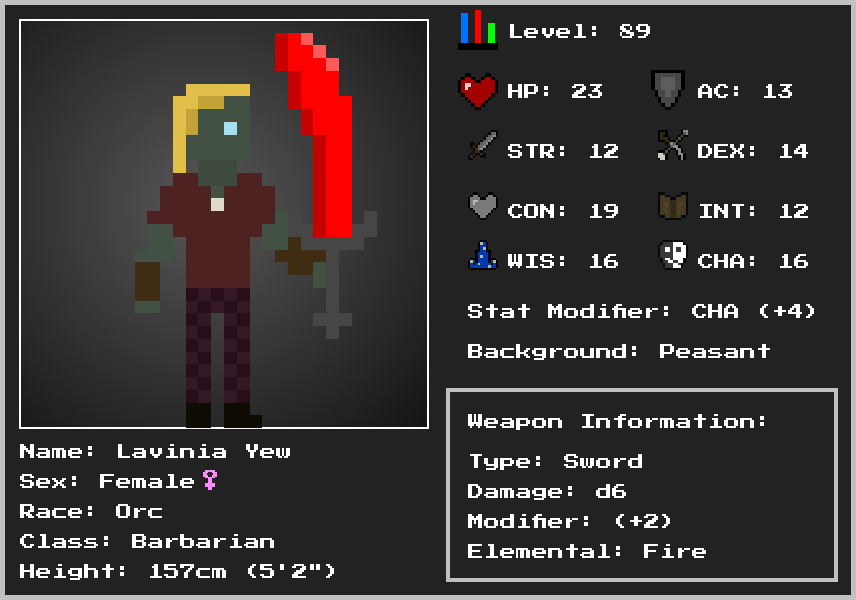 Level: 89
HP: 23 AC: 13
STR: 12 DEX: 14
CON: 19 INT: 12
WIS: 16 CHA: 16
Stat Modifier: CHA (+4)
Background: Peasant
Weapon Information:
Type: Sword
Damage: d6
Modifier: (+2)
Elemental: Fire
Name: Lavinia Yew
Sex: Female♀
Race: Orc
Class: Barbarian
Height: 157cm (5'2")